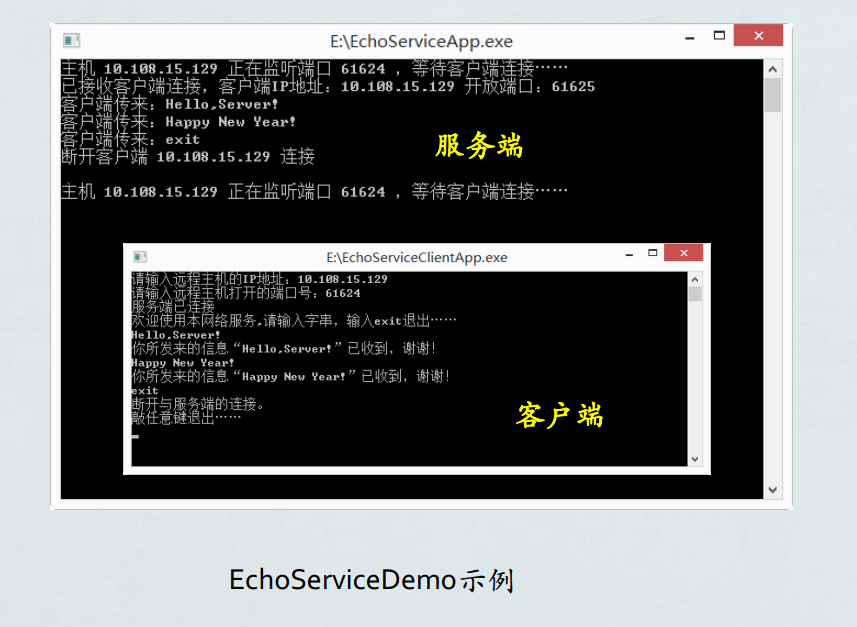 E:\EchoServiceApp.exe
主机 10.108.15.129 正在监听端口 61624 ，等待客户端连接……
已接收客户端连接，客户端IP地址：10.108.15.129 开放端口：61625
客户端传来：Hello,Server!
客户端传来：Happy New Year!
客户端传来：exit
断开客户端 10.108.15.129 连接
服务端
主机 10.108.15.129 正在监听端口 61624 ，等待客户端连接……
E:\EchoServiceClientApp.exe
请输入远程主机的IP地址：10.108.15.129
请输入远程主机打开的端口号：61624
服务端已连接
欢迎使用本网络服务,请输入字串，输入exit退出……
Hello,Server!
你所发来的信息“Hello,Server!”已收到，谢谢!
Happy New Year!
你所发来的信息“Happy New Year!”已收到，谢谢!
exit
断开与服务端的连接。
敲任意键退出……
客户端
EchoServiceDemo示例